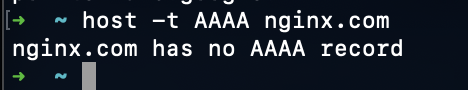 [→ ~ host -t AAAA nginx.com
nginx.com has no AAAA record
→ ~